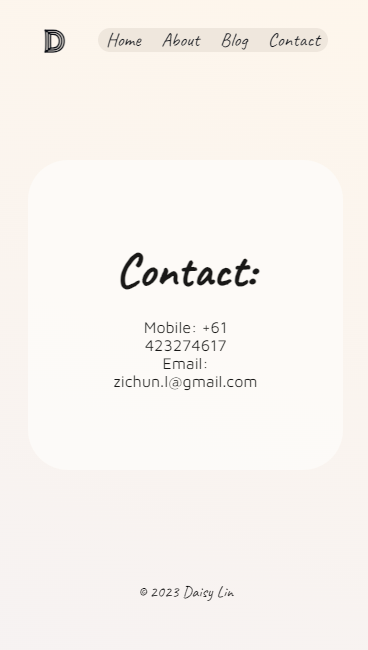 D
Home About Blog Contact
Contact:
Mobile: +61
423274617
Email:
zichun.l@gmail.com
© 2023 Daisy Lin